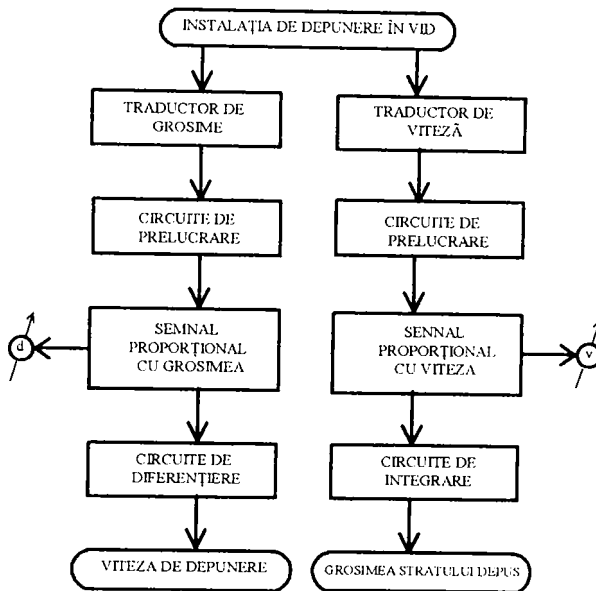 INSTALAȚIA DE DEPUNERE ÎN VID
TRADUCTOR DE
GROSIME
TRADUCTOR DE
VITEZĂ
CIRCUITE DE
PRELUCRARE
CIRCUITE DE
PRELUCRARE
d
SEMNAL
PROPORȚIONAL
CU GROSIMEA
SENNAL
PROPORȚIONAL
CU VITEZA
v
CIRCUITE DE
DIFERENȚIERE
CIRCUITE DE
INTEGRARE
VITEZA DE DEPUNERE
GROSIMEA STRATULUI DEPUS